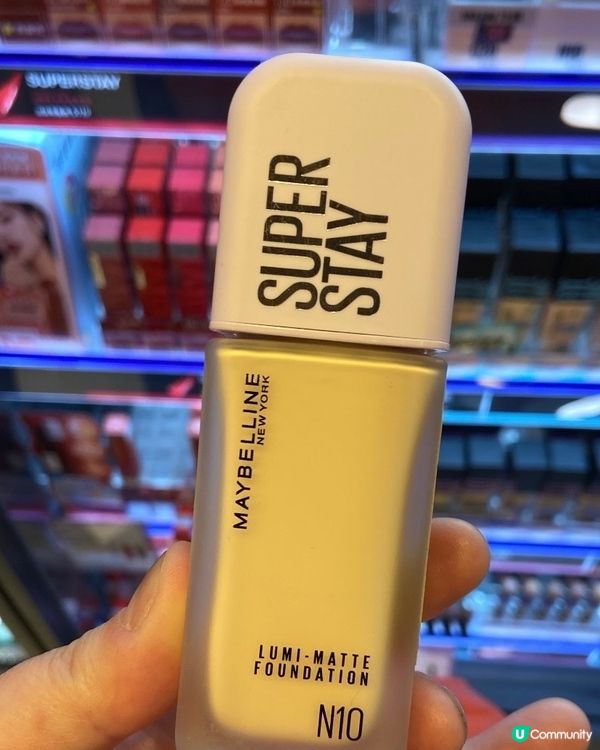 SUPERSTAY
SUPER
STAY
MAYBELLINE
NEW YORK
LUMI-MATTE
FOUNDATION
N10
U Community